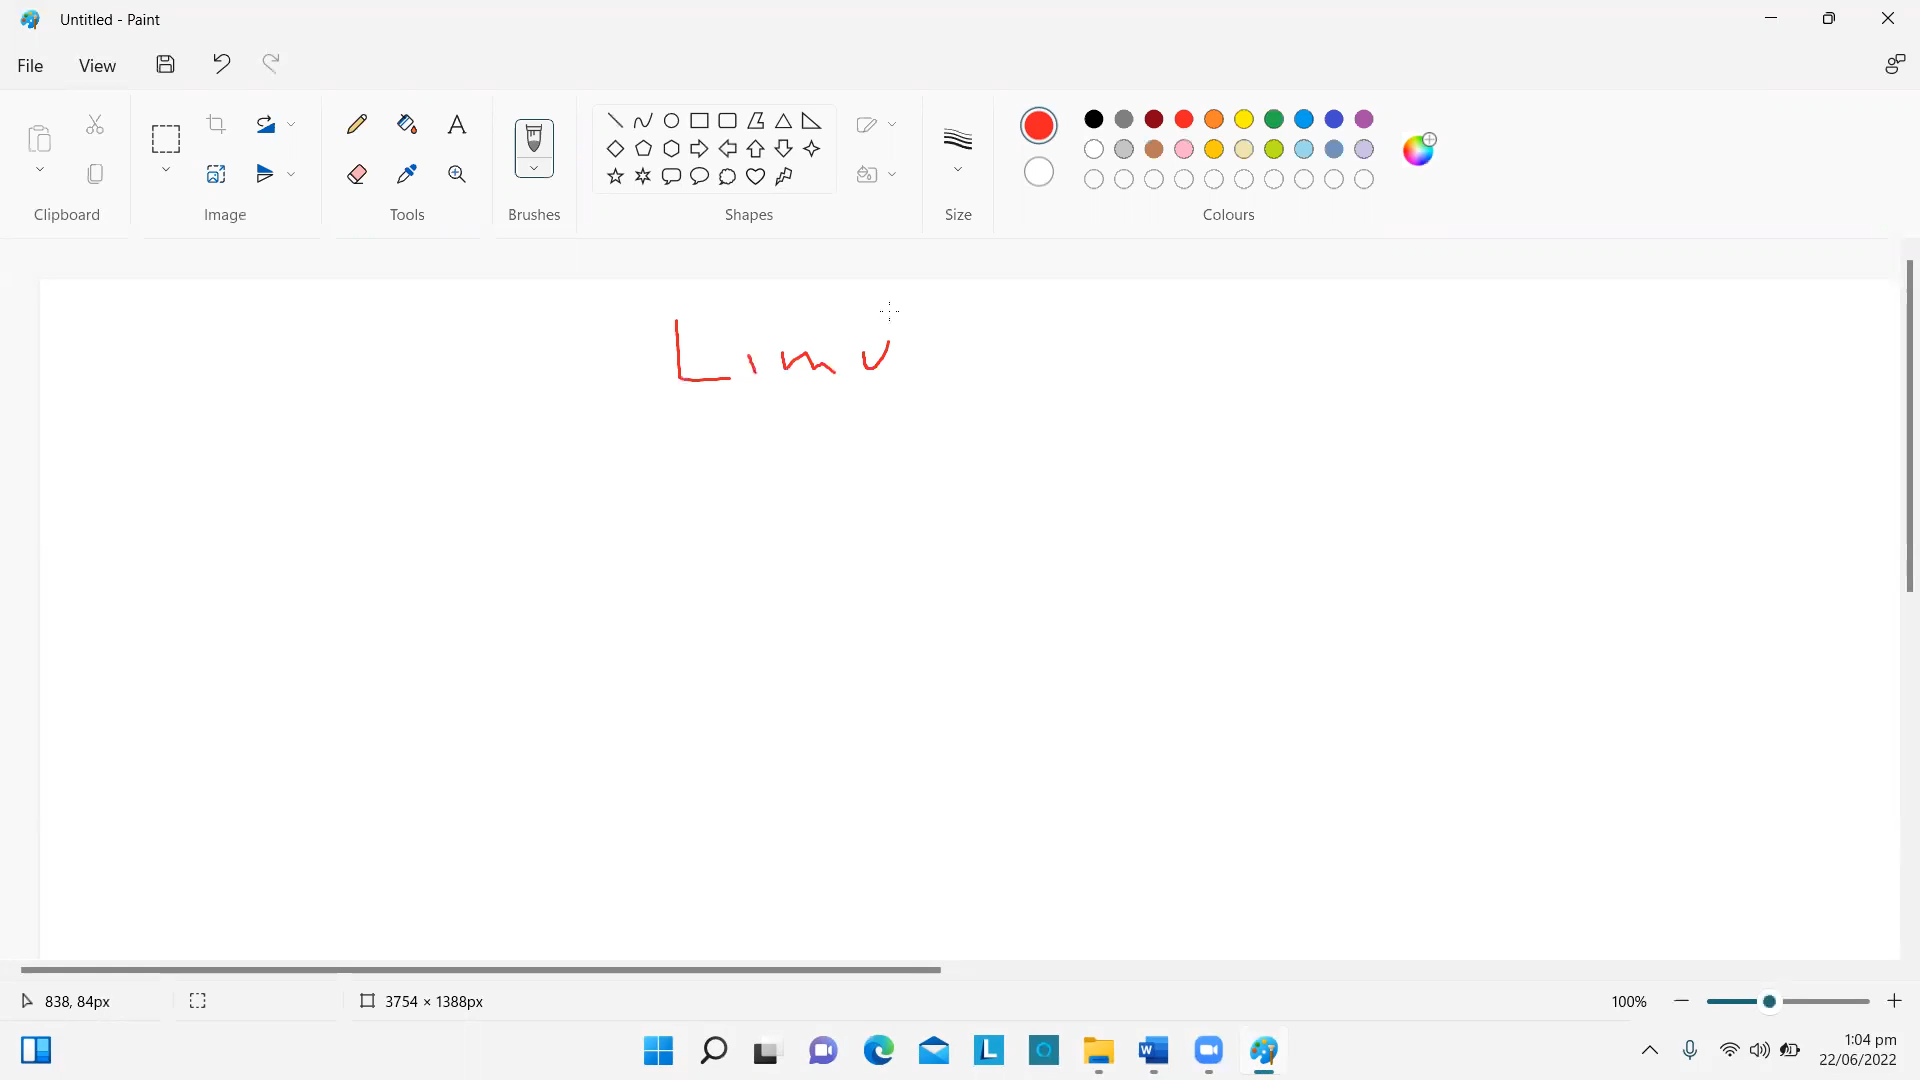 Untitled - Paint
File View
Clipboard Image Tools Brushes Shapes Size Colours
Limu
838, 84px 3754 × 1388px 100%
1:04 pm
22/06/2022